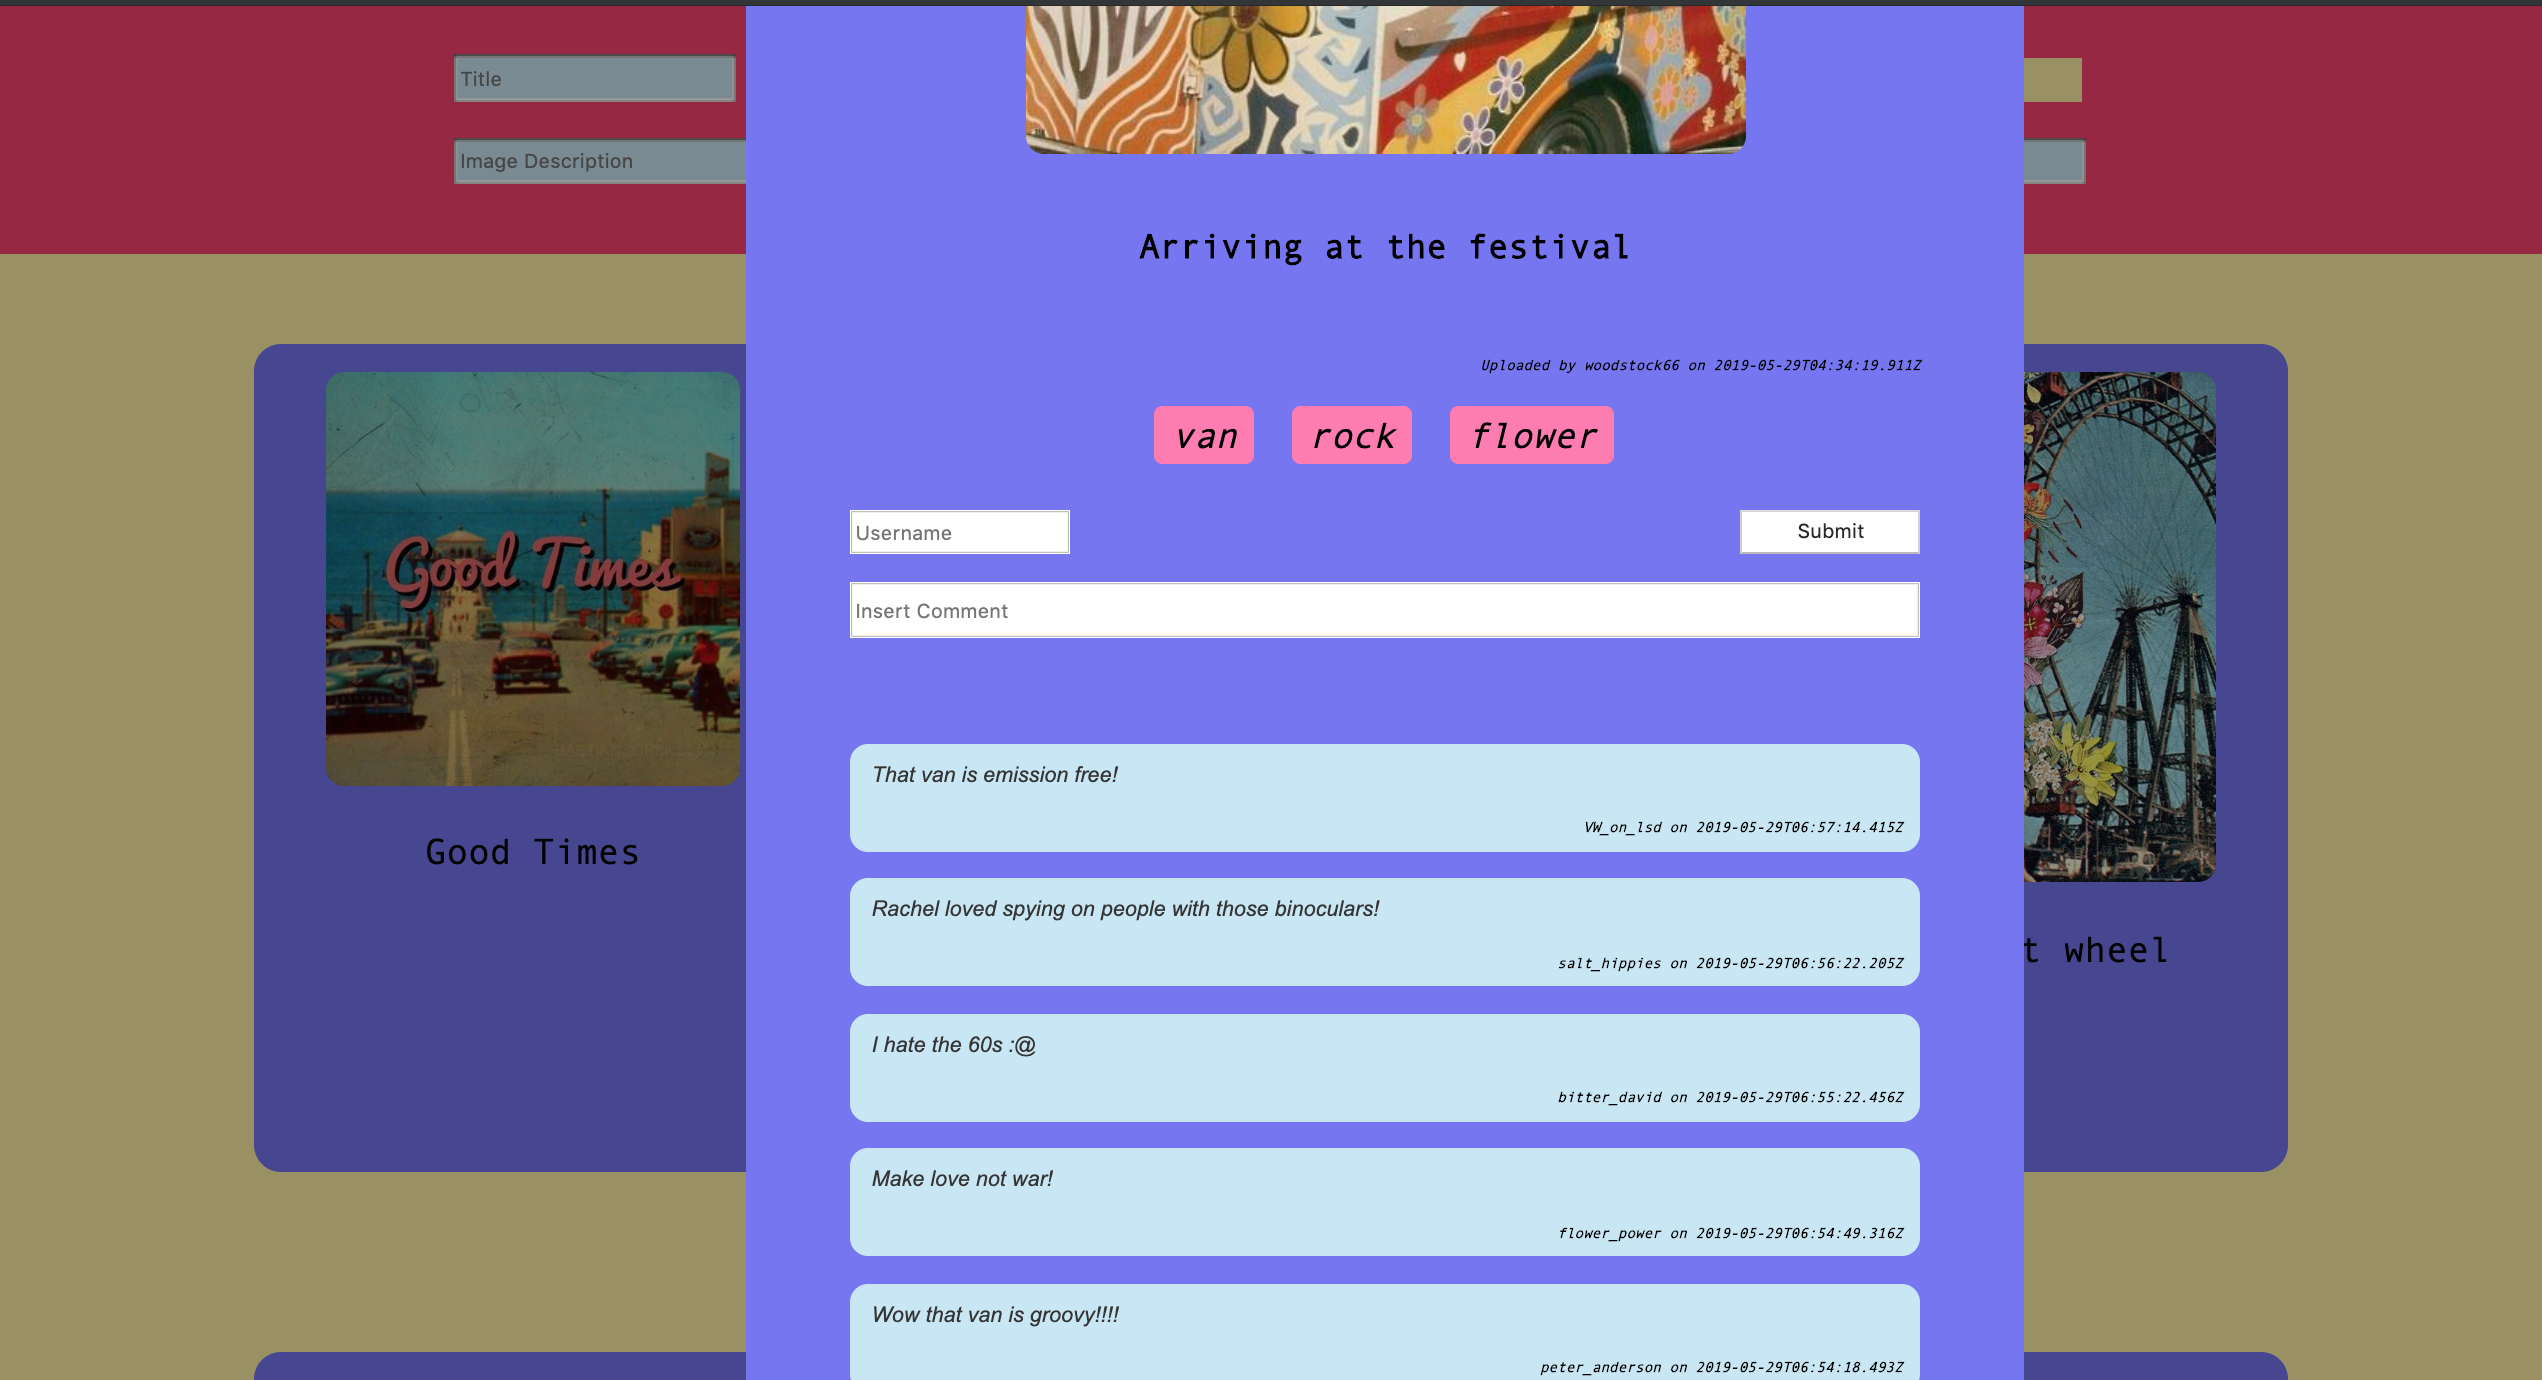 Title
Image Description
Arriving at the festival
Uploaded by woodstock66 on 2019-05-29T04:34:19.911Z
van rock flower
Username
Submit
Insert Comment
That van is emission free!
VW_on_lsd on 2019-05-29T06:57:14.415Z
Rachel loved spying on people with those binoculars!
salt_hippies on 2019-05-29T06:56:22.205Z
I hate the 60s :@
bitter_david on 2019-05-29T06:55:22.456Z
Make love not war!
flower_power on 2019-05-29T06:54:49.316Z
Wow that van is groovy!!!!
peter_anderson on 2019-05-29T06:54:18.493Z
Good Times
Good Times
t wheel